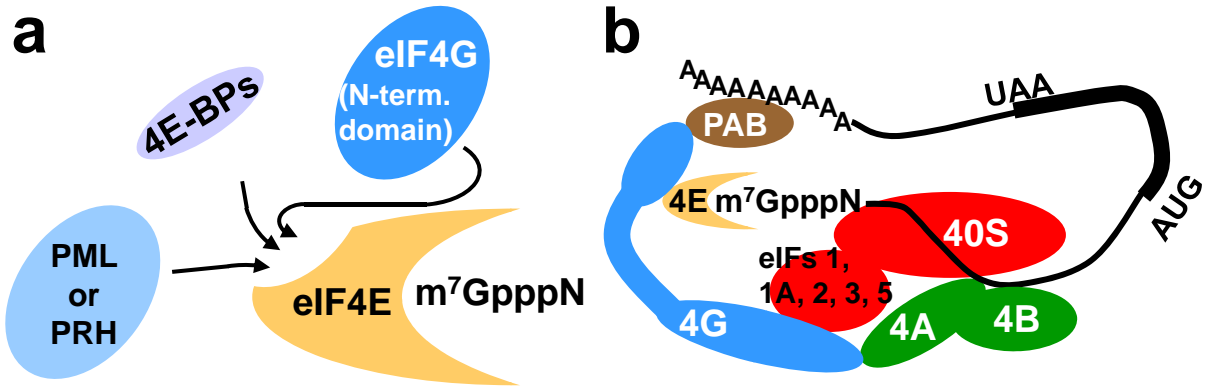 a
eIF4G
(N-term.
domain)
4E-BPs
PML
or
PRH
eIF4E
m⁷GpppN
b
AAAAAAAAA
PAB
UAA
AUG
4E
m⁷GpppN
40S
eIFs 1,
1A, 2, 3, 5
4G
4A
4B